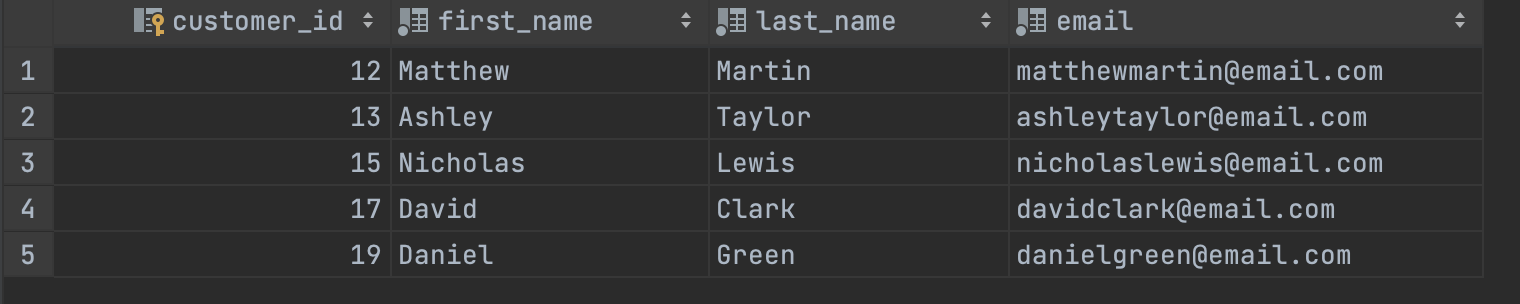 customer_id first_name last_name email
1 12 Matthew Martin matthewmartin@email.com
2 13 Ashley Taylor ashleytaylor@email.com
3 15 Nicholas Lewis nicholaslewis@email.com
4 17 David Clark davidclark@email.com
5 19 Daniel Green danielgreen@email.com